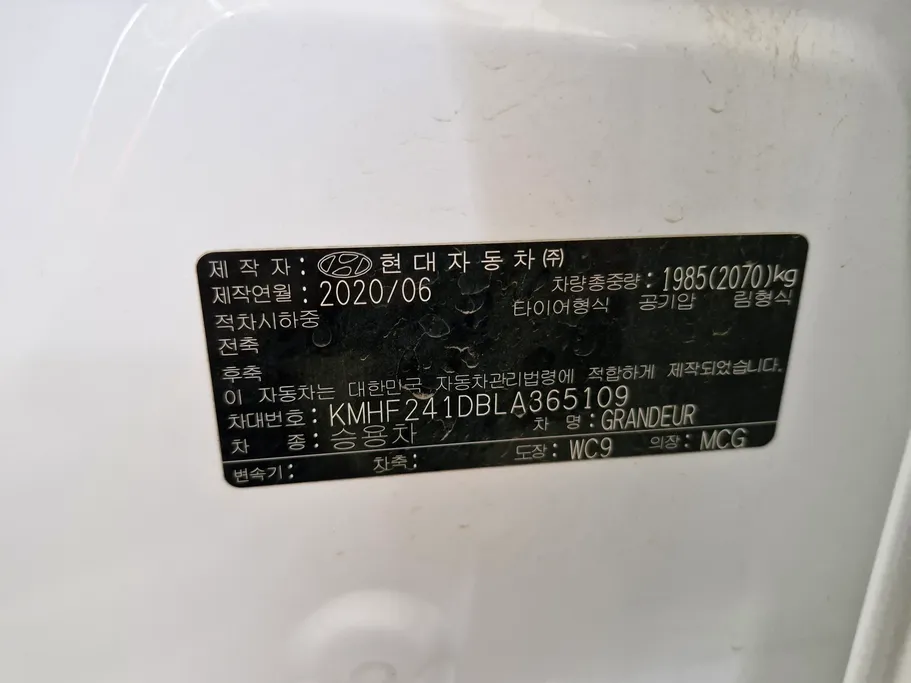 제 작 자 : 현대자동차㈜
제작연월 : 2020/06 차량총중량 : 1985(2070)kg
적차시하중 타이어형식 공기압 림형식
전축
후축
이 자동차는 대한민국 자동차관리법령에 적합하게 제작되었습니다.
차대번호 : KMHF241DBLA365109
차 종 : 승용차 차 명 : GRANDEUR
변속기 : 차축 : 도장 : WC9 의장 : MCG